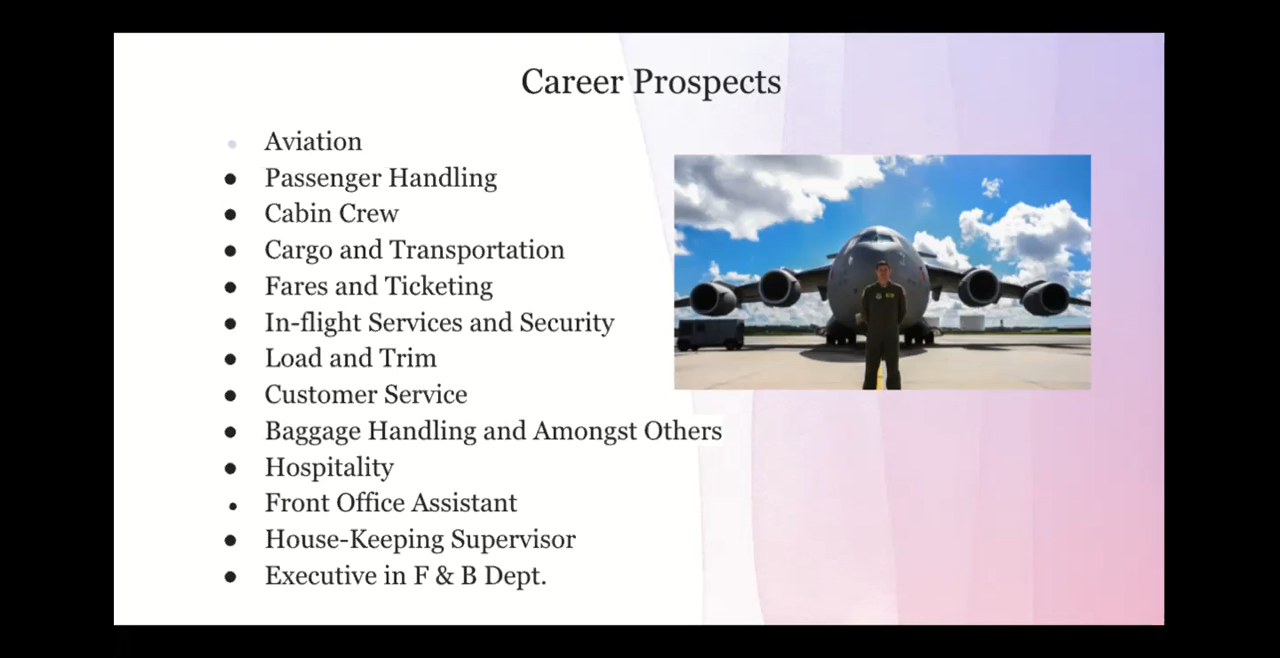 Career Prospects
● Aviation
● Passenger Handling
● Cabin Crew
● Cargo and Transportation
● Fares and Ticketing
● In-flight Services and Security
● Load and Trim
● Customer Service
● Baggage Handling and Amongst Others
● Hospitality
● Front Office Assistant
● House-Keeping Supervisor
● Executive in F & B Dept.